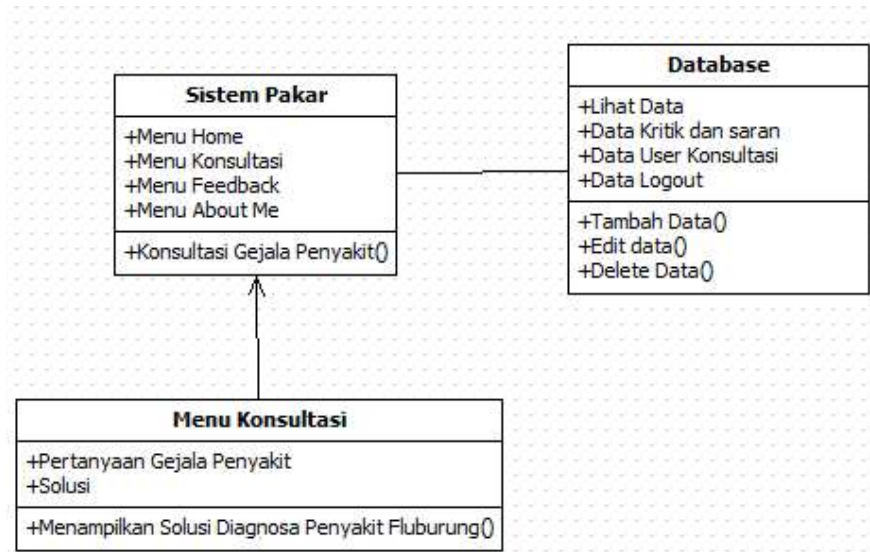 Sistem Pakar
+Menu Home
+Menu Konsultasi
+Menu Feedback
+Menu About Me
+Konsultasi Gejala Penyakit()
Database
+Lihat Data
+Data Kritik dan saran
+Data User Konsultasi
+Data Logout
+Tambah Data()
+Edit data()
+Delete Data()
Menu Konsultasi
+Pertanyaan Gejala Penyakit
+Solusi
+Menampilkan Solusi Diagnosa Penyakit Fluburung()